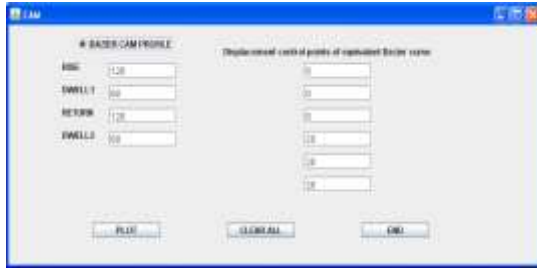 CAM
BAZIER CAM PROFILE
Displacement control points of equivalent Bezier curve
RISE 120 0
DWELL1 60 0
RETURN 120 0
DWELL2 60 20
20
20
PLOT CLEAR ALL END